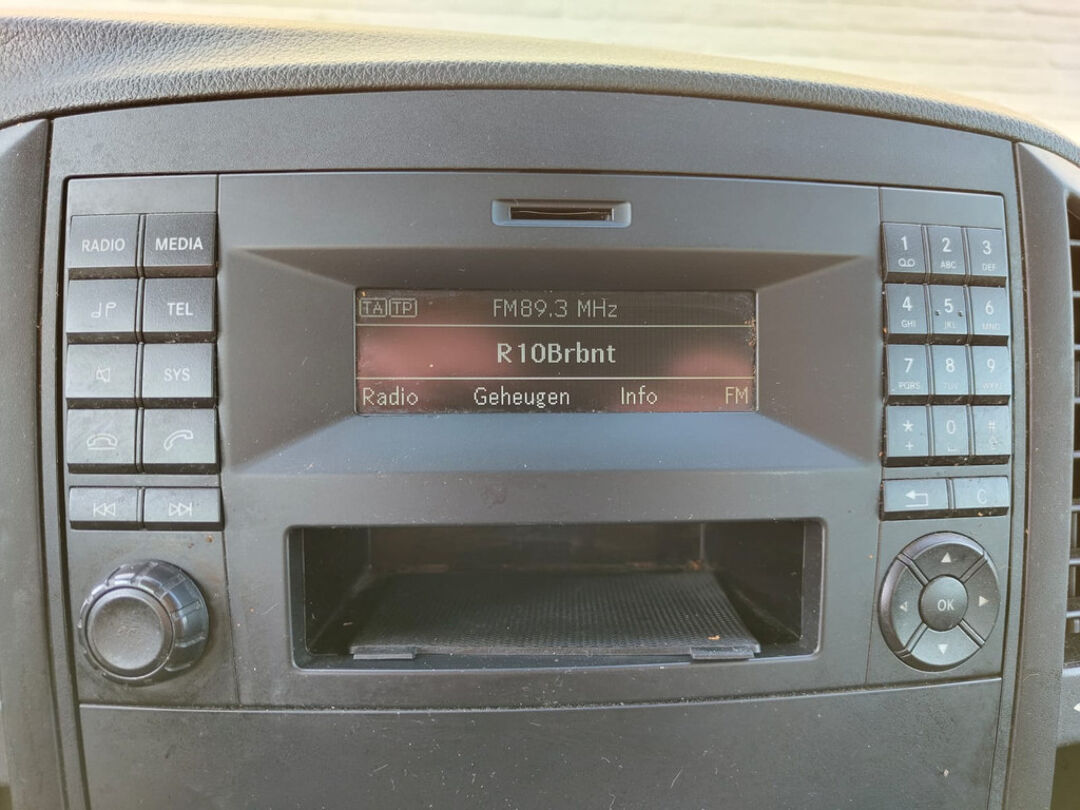 RADIO MEDIA
TEL
SYS
TA TP FM89.3 MHz
R10Brbnt
Radio Geheugen Info FM
1 2 ABC 3 DEF
4 GHI 5 JKL 6 MNO
7 PQRS 8 TUV 9 WXYZ
* + 0 #
C
OK